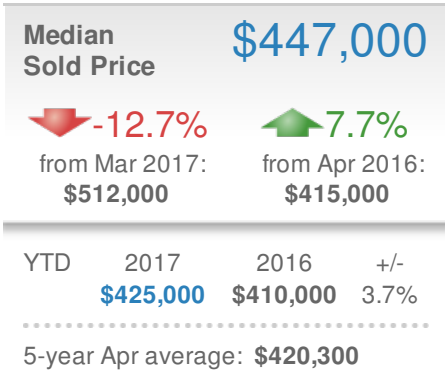 Median $447,000
Sold Price
-12.7% 7.7%
from Mar 2017: from Apr 2016:
$512,000 $415,000
YTD 2017 2016 +/-
$425,000 $410,000 3.7%
5-year Apr average: $420,300